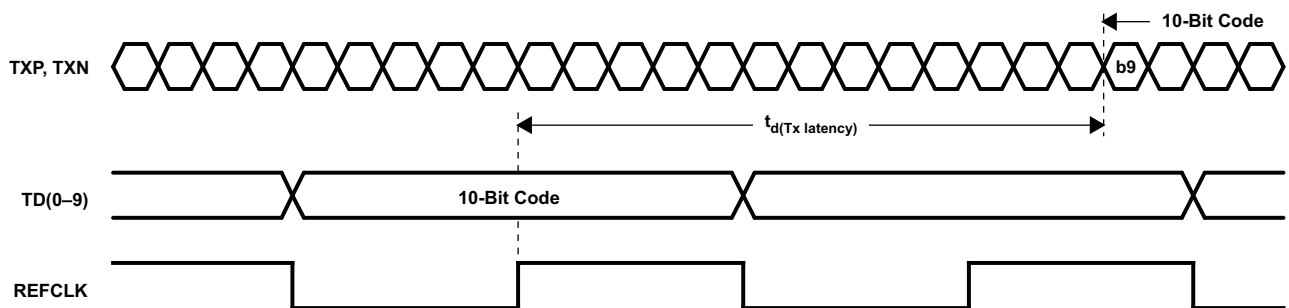 10-Bit Code
TXP, TXN
b9
td(Tx latency)
TD(0–9)
10-Bit Code
REFCLK